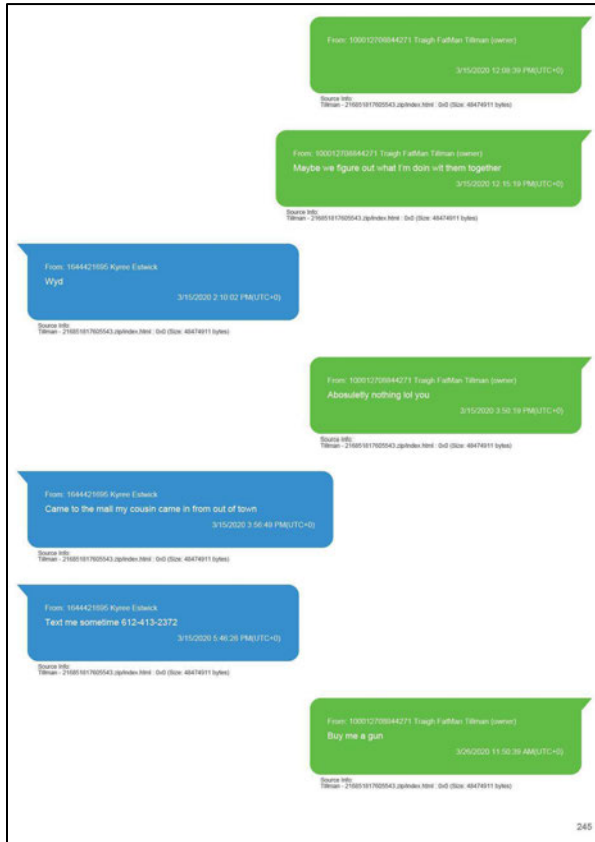 From: 100012706844271 Traigh FatMan Tillman (owner)
3/15/2020 12:08:39 PM(UTC+0)
Source Info:
Tillman - 216851817605543.zip/index.html : 0x0 (Size: 48474911 bytes)
From: 100012706844271 Traigh FatMan Tillman (owner)
Maybe we figure out what I'm doin wit them together
3/15/2020 12:15:19 PM(UTC+0)
Source Info:
Tillman - 216851817605543.zip/index.html : 0x0 (Size: 48474911 bytes)
From: 1644421695 Kyree Estwick
Wyd
3/15/2020 2:10:02 PM(UTC+0)
Source Info:
Tillman - 216851817605543.zip/index.html : 0x0 (Size: 48474911 bytes)
From: 100012706844271 Traigh FatMan Tillman (owner)
Abosuletly nothing lol you
3/15/2020 3:56:19 PM(UTC+0)
Source Info:
Tillman - 216851817605543.zip/index.html : 0x0 (Size: 48474911 bytes)
From: 1644421695 Kyree Estwick
Came to the mall my cousin came in from out of town
3/15/2020 3:56:49 PM(UTC+0)
Source Info:
Tillman - 216851817605543.zip/index.html : 0x0 (Size: 48474911 bytes)
From: 1644421695 Kyree Estwick
Text me sometime 612-413-2372
3/15/2020 5:46:26 PM(UTC+0)
Source Info:
Tillman - 216851817605543.zip/index.html : 0x0 (Size: 48474911 bytes)
From: 100012706844271 Traigh FatMan Tillman (owner)
Buy me a gun
3/26/2020 11:50:39 AM(UTC+0)
Source Info:
Tillman - 216851817605543.zip/index.html : 0x0 (Size: 48474911 bytes)
245